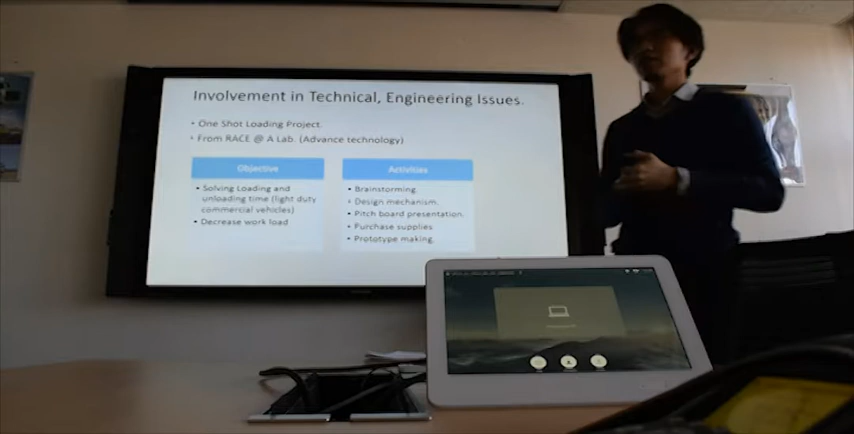 Involvement in Technical, Engineering Issues.
• One Shot Loading Project.
• From RACE @ A Lab. (Advance technology)
Objective
• Solving Loading and
unloading time (light duty
commercial vehicles)
• Decrease work load
Activities
• Brainstorming.
• Design mechanism.
• Pitch board presentation.
• Purchase supplies
• Prototype making.